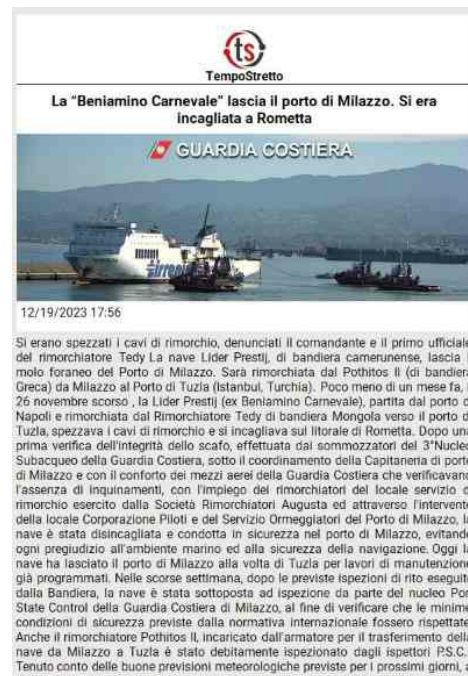 ts
TempoStretto
La “Beniamino Carnevale” lascia il porto di Milazzo. Si era
incagliata a Rometta
GUARDIA COSTIERA
Tirrenia
12/19/2023 17:56
Si erano spezzati i cavi di rimorchio, denunciati il comandante e il primo ufficiale
del rimorchiatore Tedy La nave Lider Prestij, di bandiera camerunense, lascia
molo foraneo del Porto di Milazzo. Sarà rimorchiata dal Pothitos II (di bandiera
Greca) da Milazzo al Porto di Tuzla (Istanbul, Turchia). Poco meno di un mese fa,
26 novembre scorso , la Lider Prestij (ex Beniamino Carnevale), partita dal porto d
Napoli e rimorchiata dal Rimorchiatore Tedy di bandiera Mongola verso il porto d
Tuzla, spezzava i cavi di rimorchio e si incagliava sul litorale di Rometta. Dopo una
prima verifica dell'integrità dello scafo, effettuata dai sommozzatori del 3°Nucleo
Subacqueo della Guardia Costiera, sotto il coordinamento della Capitaneria di porto
di Milazzo e con il conforto dei mezzi aerei della Guardia Costiera che verificavano
l'assenza di inquinamenti, con l'impiego dei rimorchiatori del locale servizio d
rimorchio esercito dalla Società Rimorchiatori Augusta ed attraverso l'intervento
della locale Corporazione Piloti e del Servizio Ormeggiatori del Porto di Milazzo, la
nave è stata disincagliata e condotta in sicurezza nel porto di Milazzo, evitando
ogni pregiudizio all'ambiente marino ed alla sicurezza della navigazione. Oggi la
nave ha lasciato il porto di Milazzo alla volta di Tuzla per lavori di manutenzione
già programmati. Nelle scorse settimana, dopo le previste ispezioni di rito eseguite
dalla Bandiera, la nave è stata sottoposta ad ispezione da parte del nucleo Port
State Control della Guardia Costiera di Milazzo, al fine di verificare che le minime
condizioni di sicurezza previste dalla normativa internazionale fossero rispettate
Anche il rimorchiatore Pothitos II, incaricato dall'armatore per il trasferimento della
nave da Milazzo a Tuzla è stato debitamente ispezionato dagli ispettori P.S.C.
Tenuto conto delle buone previsioni meteorologiche previste per i prossimi giorni, a